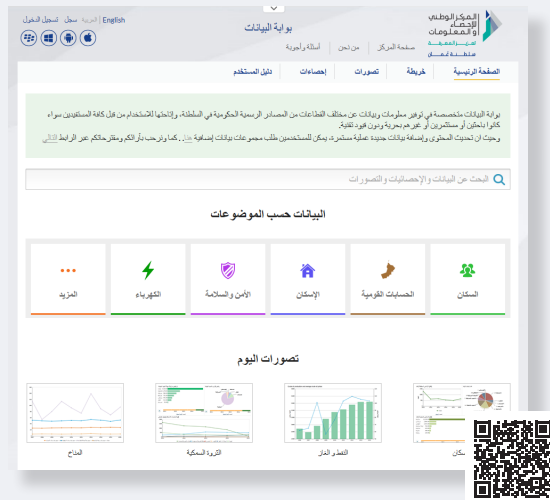 المركز الوطني
للإحصاء
والمعلومات
لتعزيز المعرفة
سلطنة عُمان
بوابة البيانات
English | العربية سجل تسجيل الدخول
صفحة المركز | من نحن | أسئلة وأجوبة
الصفحة الرئيسية خريطة تصورات إحصاءات دليل المستخدم
بوابة البيانات متخصصة في توفير معلومات وبيانات عن مختلف القطاعات من المصادر الرسمية الحكومية في السلطنة، وإتاحتها للاستخدام من قبل كافة المستفيدين سواء
كانوا باحثين أو مستثمرين أو غيرهم بحرية وبدون قيود تقنية.
وحيث ان تحديث المحتوى وإضافة بيانات جديدة عملية مستمرة، يمكن للمستخدمين طلب مجموعات بيانات إضافية هنا.. كما ونرحب بآرائكم ومقترحاتكم عبر الرابط التالي
البحث عن البيانات والإحصائيات والتصورات
البيانات حسب الموضوعات
السكان
الحسابات القومية
الإسكان
الأمن والسلامة
الكهرباء
المزيد
تصورات اليوم
سكان
النفط والغاز
الثروة السمكية
المناخ